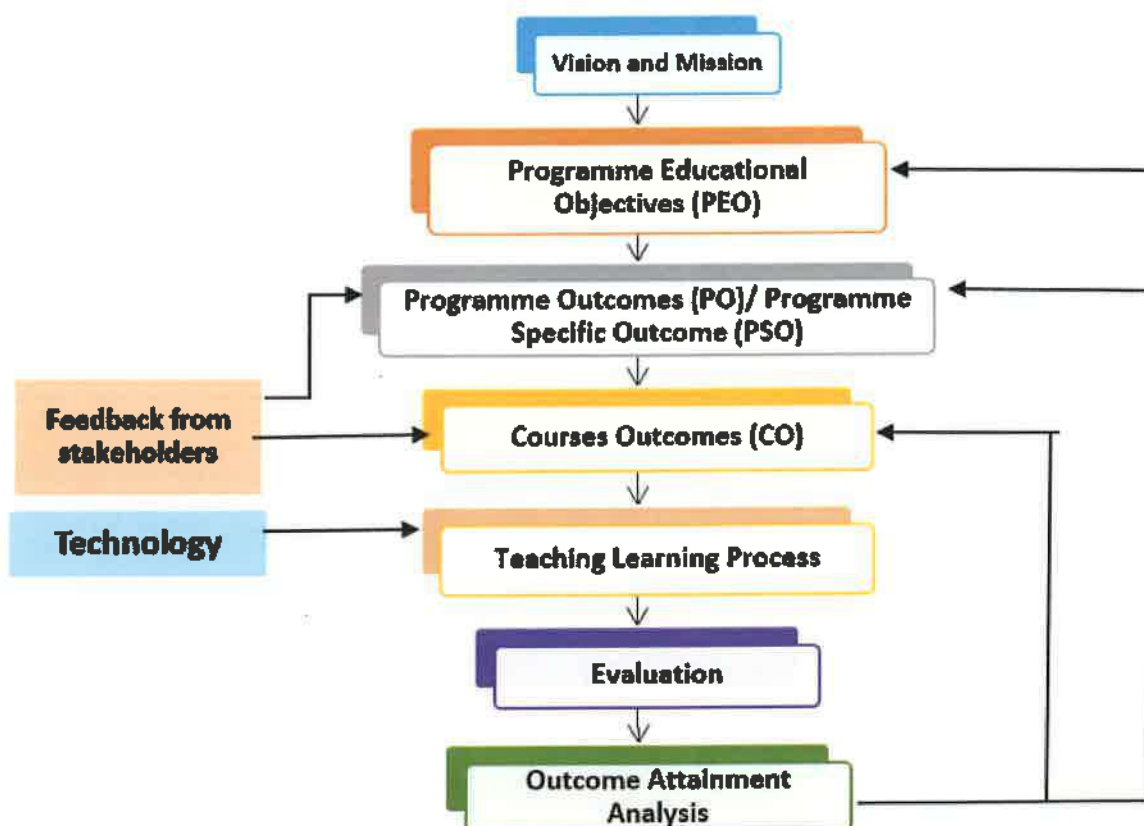 Vision and Mission
Programme Educational
Objectives (PEO)
Programme Outcomes (PO)/ Programme
Specific Outcome (PSO)
Feedback from
stakeholders
Courses Outcomes (CO)
Technology
Teaching Learning Process
Evaluation
Outcome Attainment
Analysis